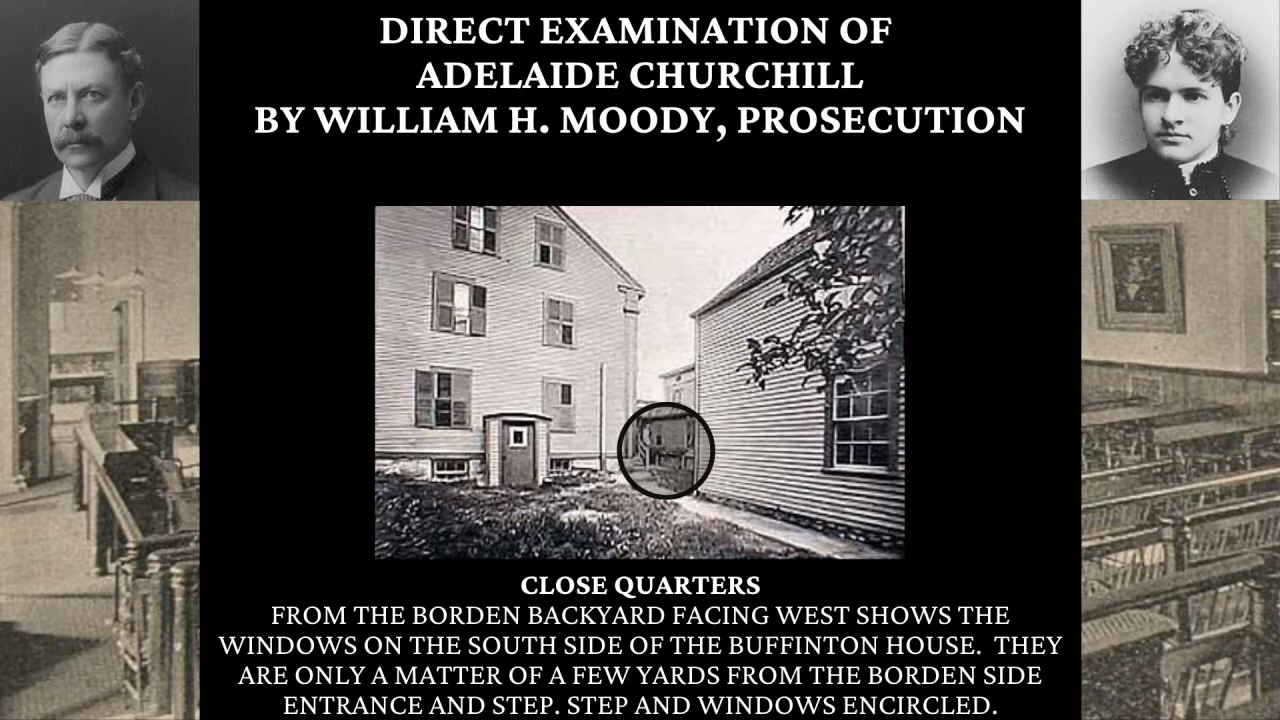 DIRECT EXAMINATION OF
ADELAIDE CHURCHILL
BY WILLIAM H. MOODY, PROSECUTION
CLOSE QUARTERS
FROM THE BORDEN BACKYARD FACING WEST SHOWS THE
WINDOWS ON THE SOUTH SIDE OF THE BUFFINTON HOUSE.  THEY
ARE ONLY A MATTER OF A FEW YARDS FROM THE BORDEN SIDE
ENTRANCE AND STEP. STEP AND WINDOWS ENCIRCLED.